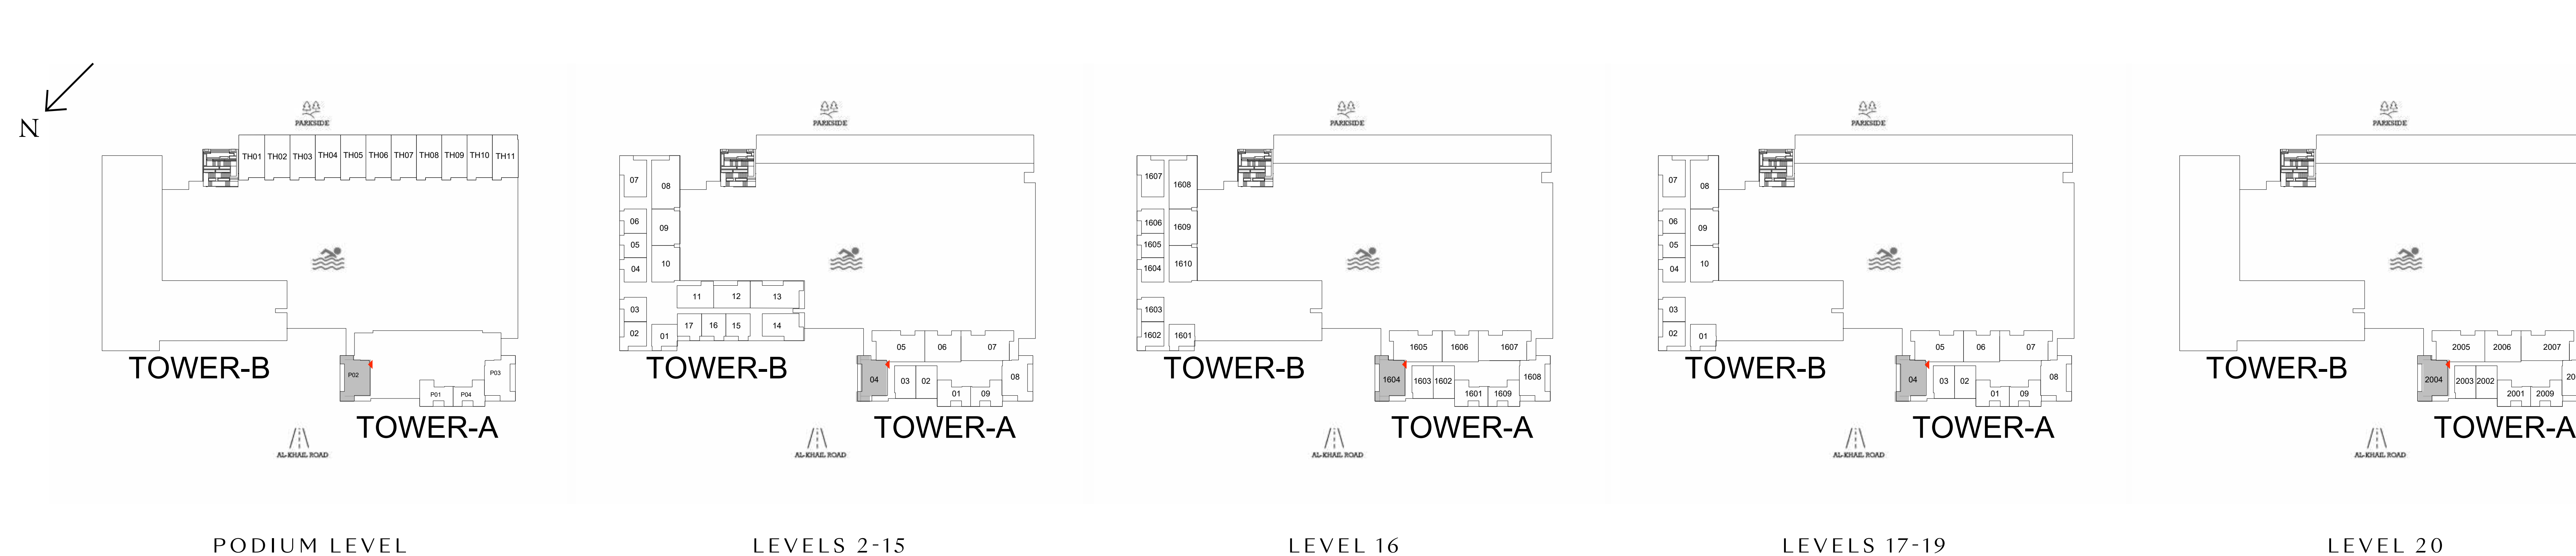 N
PARKSIDE
TH01 TH02 TH03 TH04 TH05 TH06 TH07 TH08 TH09 TH10 TH11
TOWER-B
P02
P03
P01 P04
TOWER-A
AL-KHAIL ROAD
PODIUM LEVEL
PARKSIDE
07 08
06 09
05
04 10
11 12 13
03
17 16 15 14
02 01
TOWER-B
05 06 07
04 03 02 08
01 09
TOWER-A
AL-KHAIL ROAD
LEVELS 2-15
PARKSIDE
1607 1608
1606 1609
1605
1604 1610
1603
1602 1601
TOWER-B
1605 1606 1607
1604 1603 1602 1608
1601 1609
TOWER-A
AL-KHAIL ROAD
LEVEL 16
PARKSIDE
07 08
06 09
05
04 10
03
02 01
TOWER-B
05 06 07
04 03 02 08
01 09
TOWER-A
AL-KHAIL ROAD
LEVELS 17-19
PARKSIDE
TOWER-B
2005 2006 2007
2004 2003 2002 20
2001 2009
TOWER-A
AL-KHAIL ROAD
LEVEL 20